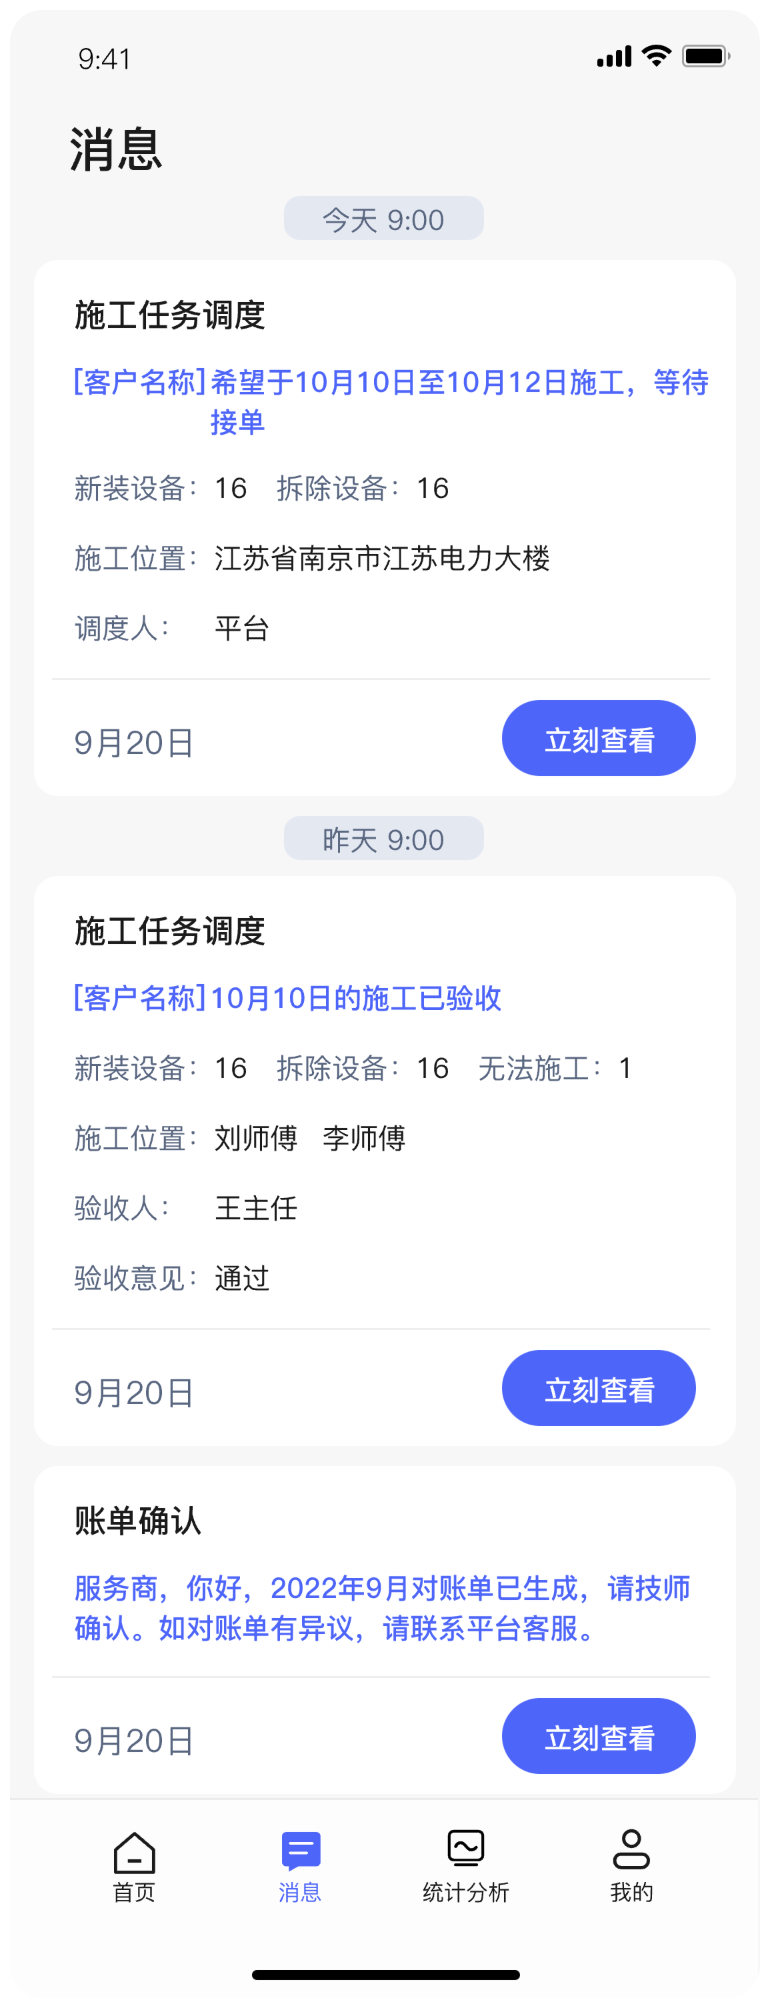 9:41
消息
今天 9:00
施工任务调度
[客户名称]希望于10月10日至10月12日施工，等待
接单
新装设备： 16 拆除设备： 16
施工位置： 江苏省南京市江苏电力大楼
调度人： 平台
9月20日 立刻查看
昨天 9:00
施工任务调度
[客户名称]10月10日的施工已验收
新装设备： 16 拆除设备： 16 无法施工： 1
施工位置： 刘师傅 李师傅
验收人： 王主任
验收意见： 通过
9月20日 立刻查看
账单确认
服务商，你好，2022年9月对账单已生成，请技师
确认。如对账单有异议，请联系平台客服。
9月20日 立刻查看
首页 消息 统计分析 我的